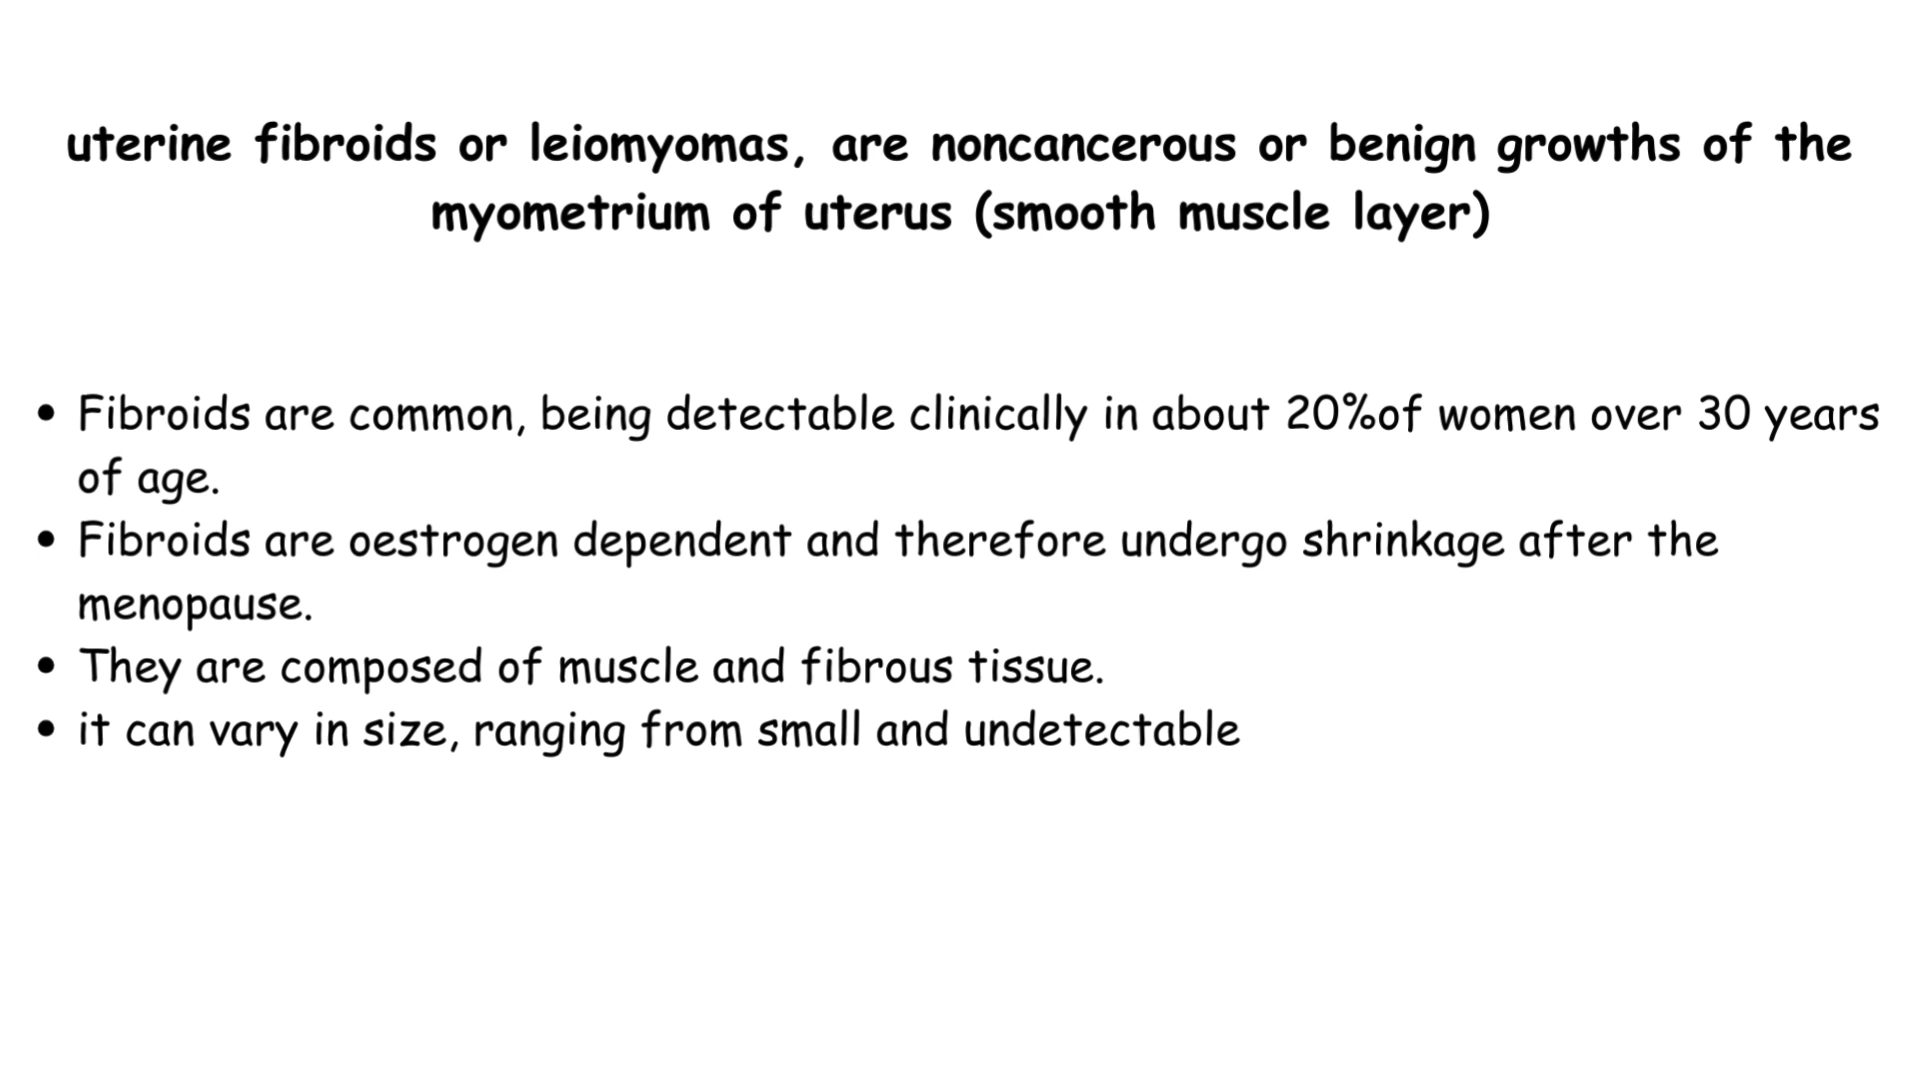 uterine fibroids or leiomyomas, are noncancerous or benign growths of the
myometrium of uterus (smooth muscle layer)
• Fibroids are common, being detectable clinically in about 20%of women over 30 years
of age.
• Fibroids are oestrogen dependent and therefore undergo shrinkage after the
menopause.
• They are composed of muscle and fibrous tissue.
• it can vary in size, ranging from small and undetectable